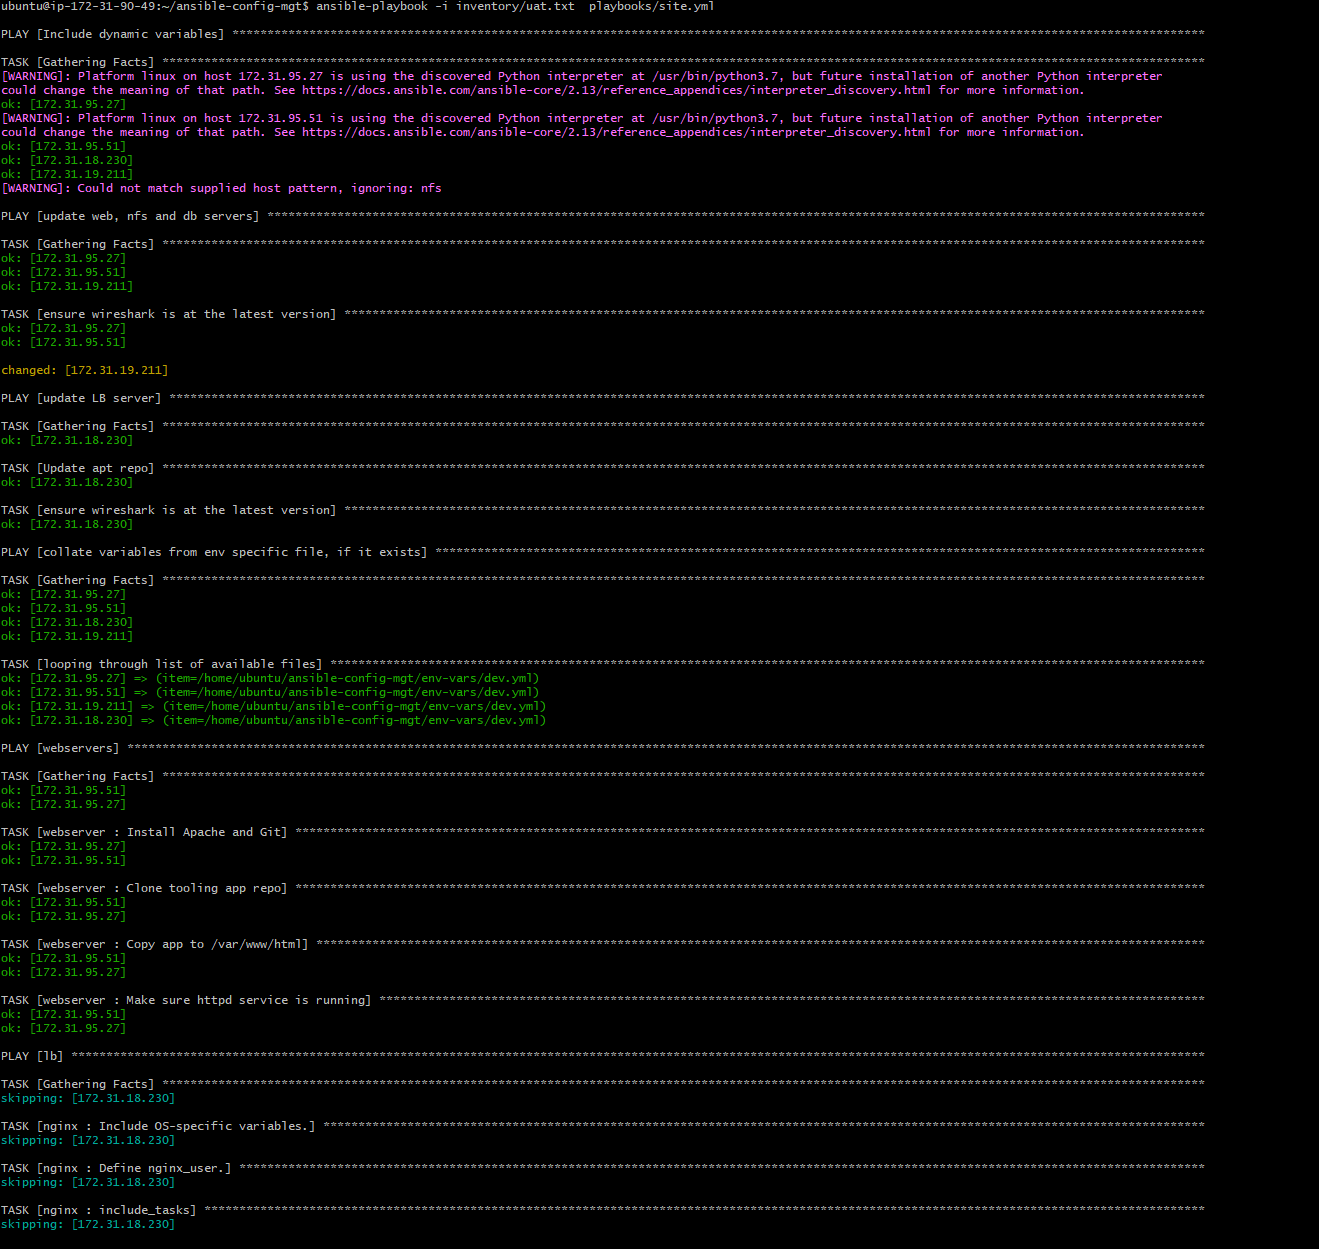 ubuntu@ip-172-31-90-49:~/ansible-config-mgt$ ansible-playbook -i inventory/uat.txt  playbooks/site.yml
PLAY [Include dynamic variables] *******************************************************************************************************************************************
TASK [Gathering Facts] *****************************************************************************************************************************************************
[WARNING]: Platform linux on host 172.31.95.27 is using the discovered Python interpreter at /usr/bin/python3.7, but future installation of another Python interpreter
could change the meaning of that path. See https://docs.ansible.com/ansible-core/2.13/reference_appendices/interpreter_discovery.html for more information.
ok: [172.31.95.27]
[WARNING]: Platform linux on host 172.31.95.51 is using the discovered Python interpreter at /usr/bin/python3.7, but future installation of another Python interpreter
could change the meaning of that path. See https://docs.ansible.com/ansible-core/2.13/reference_appendices/interpreter_discovery.html for more information.
ok: [172.31.95.51]
ok: [172.31.18.230]
ok: [172.31.19.211]
[WARNING]: Could not match supplied host pattern, ignoring: nfs
PLAY [update web, nfs and db servers] **************************************************************************************************************************************
TASK [Gathering Facts] *****************************************************************************************************************************************************
ok: [172.31.95.27]
ok: [172.31.95.51]
ok: [172.31.19.211]
TASK [ensure wireshark is at the latest version] ***************************************************************************************************************************
ok: [172.31.95.27]
ok: [172.31.95.51]
changed: [172.31.19.211]
PLAY [update LB server] ****************************************************************************************************************************************************
TASK [Gathering Facts] *****************************************************************************************************************************************************
ok: [172.31.18.230]
TASK [Update apt repo] *****************************************************************************************************************************************************
ok: [172.31.18.230]
TASK [ensure wireshark is at the latest version] ***************************************************************************************************************************
ok: [172.31.18.230]
PLAY [collate variables from env specific file, if it exists] **************************************************************************************************************
TASK [Gathering Facts] *****************************************************************************************************************************************************
ok: [172.31.95.27]
ok: [172.31.95.51]
ok: [172.31.18.230]
ok: [172.31.19.211]
TASK [looping through list of available files] *****************************************************************************************************************************
ok: [172.31.95.27] => (item=/home/ubuntu/ansible-config-mgt/env-vars/dev.yml)
ok: [172.31.95.51] => (item=/home/ubuntu/ansible-config-mgt/env-vars/dev.yml)
ok: [172.31.19.211] => (item=/home/ubuntu/ansible-config-mgt/env-vars/dev.yml)
ok: [172.31.18.230] => (item=/home/ubuntu/ansible-config-mgt/env-vars/dev.yml)
PLAY [webservers] **********************************************************************************************************************************************************
TASK [Gathering Facts] *****************************************************************************************************************************************************
ok: [172.31.95.51]
ok: [172.31.95.27]
TASK [webserver : Install Apache and Git] **********************************************************************************************************************************
ok: [172.31.95.27]
ok: [172.31.95.51]
TASK [webserver : Clone tooling app repo] **********************************************************************************************************************************
ok: [172.31.95.51]
ok: [172.31.95.27]
TASK [webserver : Copy app to /var/www/html] *******************************************************************************************************************************
ok: [172.31.95.51]
ok: [172.31.95.27]
TASK [webserver : Make sure httpd service is running] **********************************************************************************************************************
ok: [172.31.95.51]
ok: [172.31.95.27]
PLAY [lb] ******************************************************************************************************************************************************************
TASK [Gathering Facts] *****************************************************************************************************************************************************
skipping: [172.31.18.230]
TASK [nginx : Include OS-specific variables.] ******************************************************************************************************************************
skipping: [172.31.18.230]
TASK [nginx : Define nginx_user.] ******************************************************************************************************************************************
skipping: [172.31.18.230]
TASK [nginx : include_tasks] ***********************************************************************************************************************************************
skipping: [172.31.18.230]